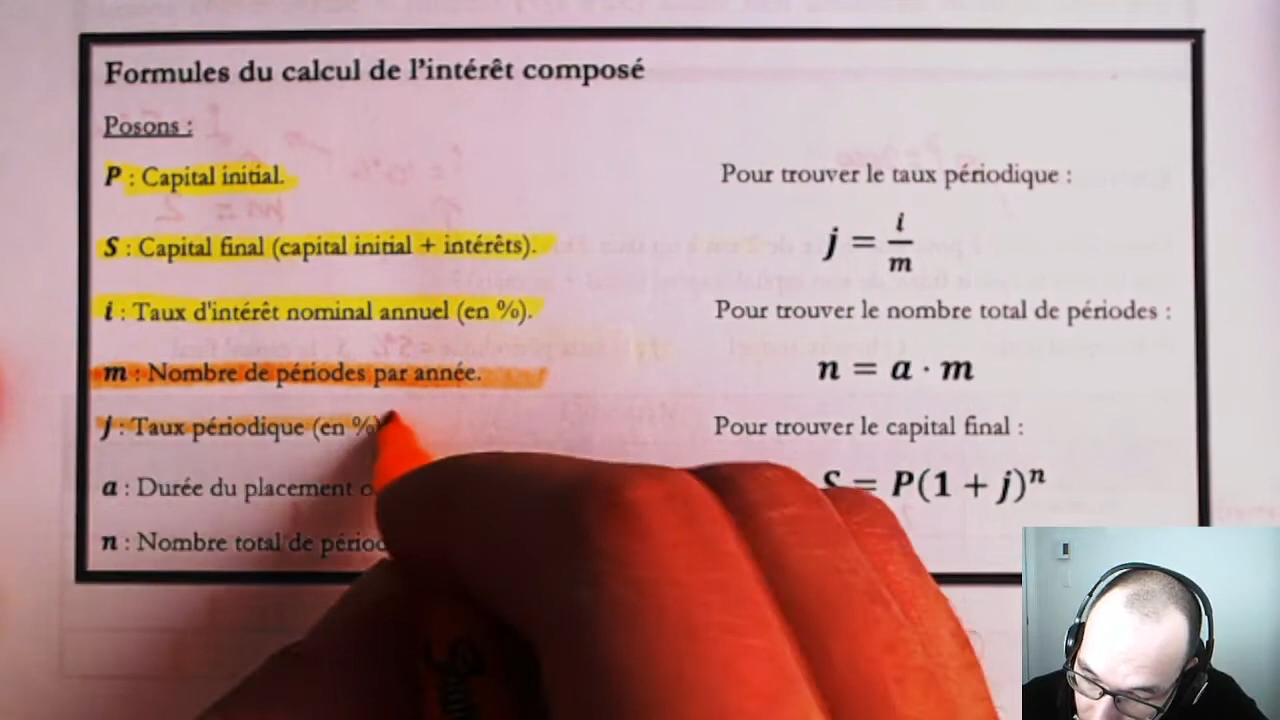 Formules du calcul de l'intérêt composé
Posons :
P : Capital initial.
S : Capital final (capital initial + intérêts).
i : Taux d'intérêt nominal annuel (en %).
m : Nombre de périodes par année.
j : Taux périodique (en %)
a : Durée du placement
n : Nombre total de
Pour trouver le taux périodique :
j = i/m
Pour trouver le nombre total de périodes :
n = a · m
Pour trouver le capital final :
S = P(1 + j)ⁿ